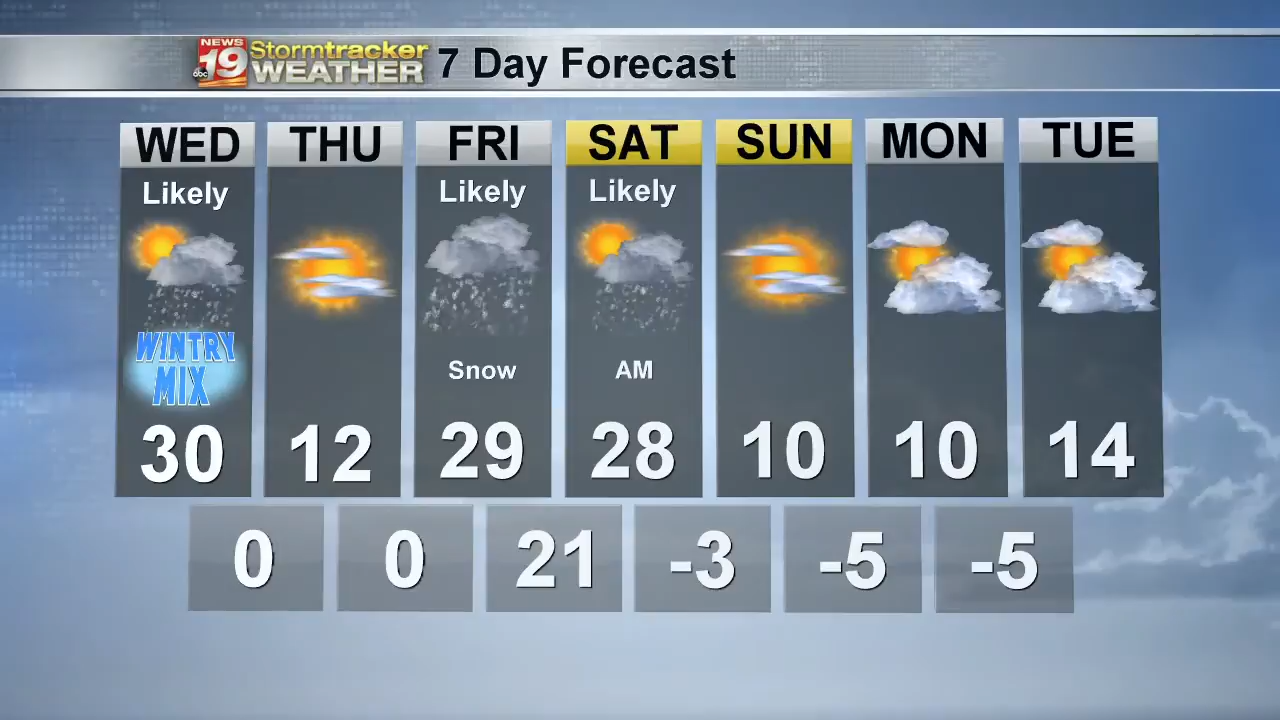 NEWS
abc 19
Stormtracker
WEATHER
7 Day Forecast
WED THU FRI SAT SUN MON TUE
Likely Likely Likely
WINTRY
MIX
Snow AM
30 12 29 28 10 10 14
0 0 21 -3 -5 -5